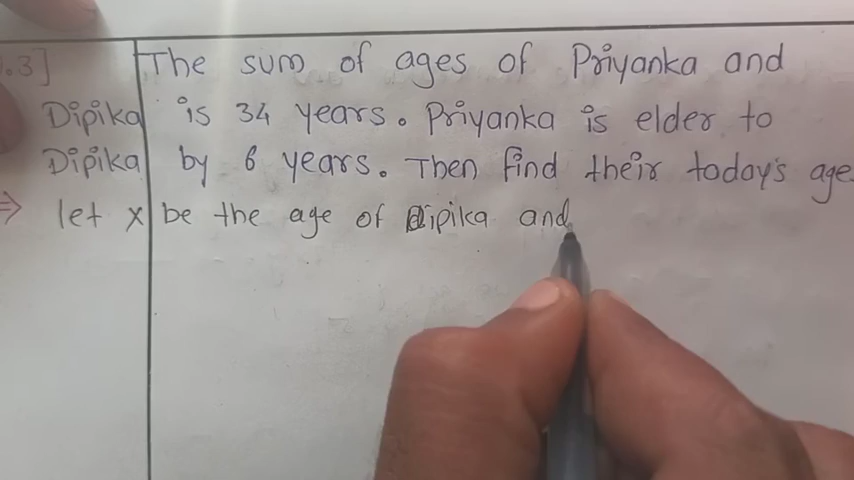 .3] The sum of ages of Priyanka and
Dipika is 34 years. Priyanka is elder to
Dipika by 6 years. Then find their today's age
⇒ let x be the age of Dipika and